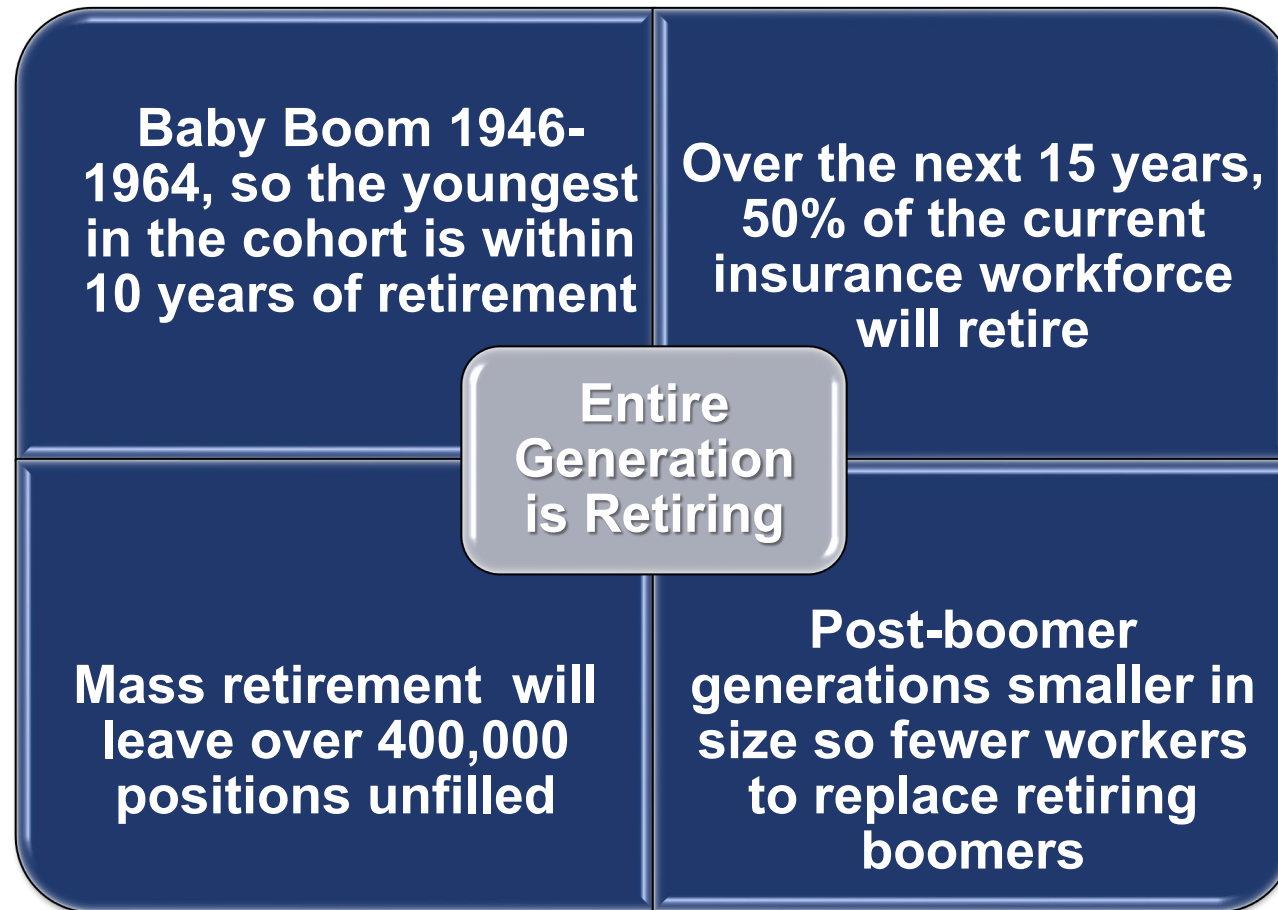 Baby Boom 1946-
1964, so the youngest
in the cohort is within
10 years of retirement
Over the next 15 years,
50% of the current
insurance workforce
will retire
Entire
Generation
is Retiring
Mass retirement  will
leave over 400,000
positions unfilled
Post-boomer
generations smaller in
size so fewer workers
to replace retiring
boomers